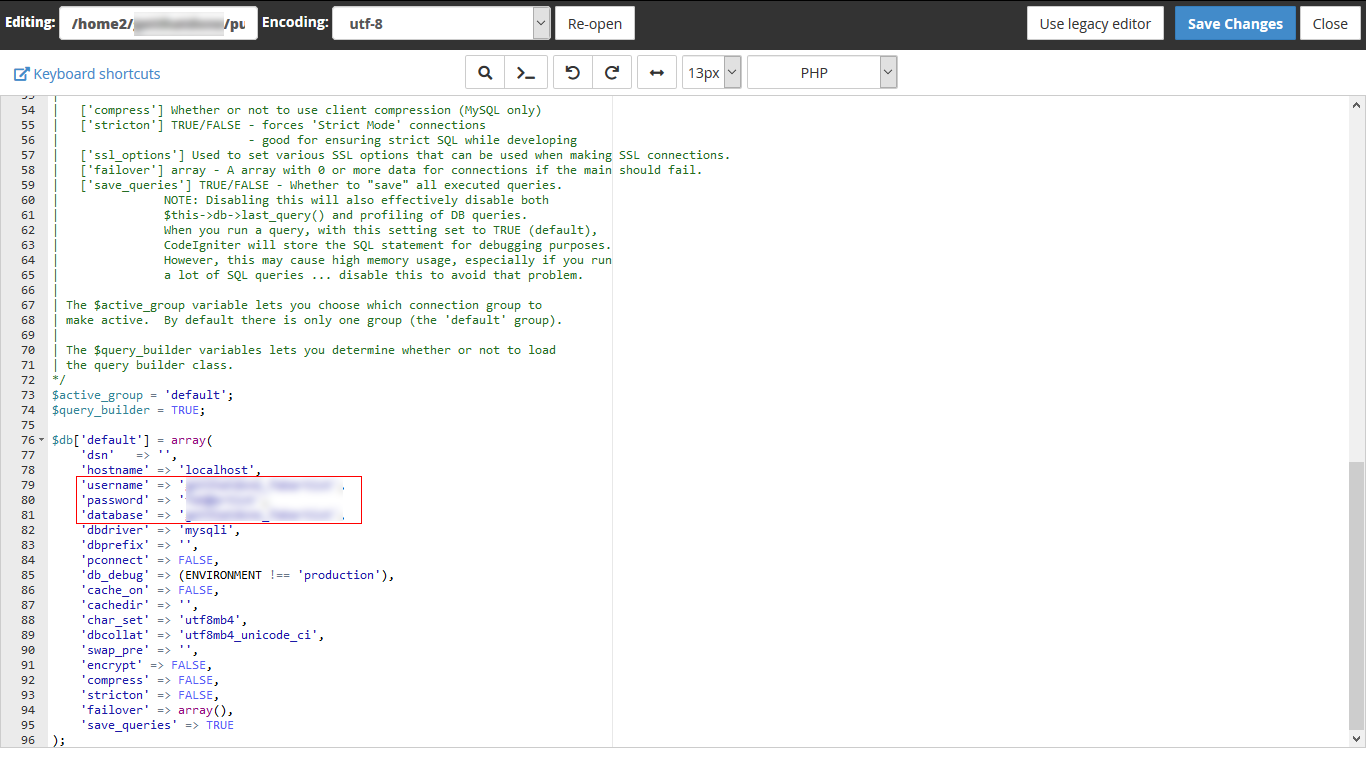 Editing: /home2/ /pu Encoding: utf-8 Re-open Use legacy editor Save Changes Close
Keyboard shortcuts 13px PHP
53 |
54 |   ['compress'] Whether or not to use client compression (MySQL only)
55 |   ['stricton'] TRUE/FALSE - forces 'Strict Mode' connections
56 |                           - good for ensuring strict SQL while developing
57 |   ['ssl_options'] Used to set various SSL options that can be used when making SSL connections.
58 |   ['failover'] array - A array with 0 or more data for connections if the main should fail.
59 |   ['save_queries'] TRUE/FALSE - Whether to "save" all executed queries.
60 |               NOTE: Disabling this will also effectively disable both
61 |               $this->db->last_query() and profiling of DB queries.
62 |               When you run a query, with this setting set to TRUE (default),
63 |               CodeIgniter will store the SQL statement for debugging purposes.
64 |               However, this may cause high memory usage, especially if you run
65 |               a lot of SQL queries ... disable this to avoid that problem.
66 |
67 | The $active_group variable lets you choose which connection group to
68 | make active.  By default there is only one group (the 'default' group).
69 |
70 | The $query_builder variables lets you determine whether or not to load
71 | the query builder class.
72 */
73 $active_group = 'default';
74 $query_builder = TRUE;
75
76 $db['default'] = array(
77     'dsn'   => '',
78     'hostname' => 'localhost',
79     'username' => '
80     'password' => '
81     'database' => '
82     'dbdriver' => 'mysqli',
83     'dbprefix' => '',
84     'pconnect' => FALSE,
85     'db_debug' => (ENVIRONMENT !== 'production'),
86     'cache_on' => FALSE,
87     'cachedir' => '',
88     'char_set' => 'utf8mb4',
89     'dbcollat' => 'utf8mb4_unicode_ci',
90     'swap_pre' => '',
91     'encrypt' => FALSE,
92     'compress' => FALSE,
93     'stricton' => FALSE,
94     'failover' => array(),
95     'save_queries' => TRUE
96 );